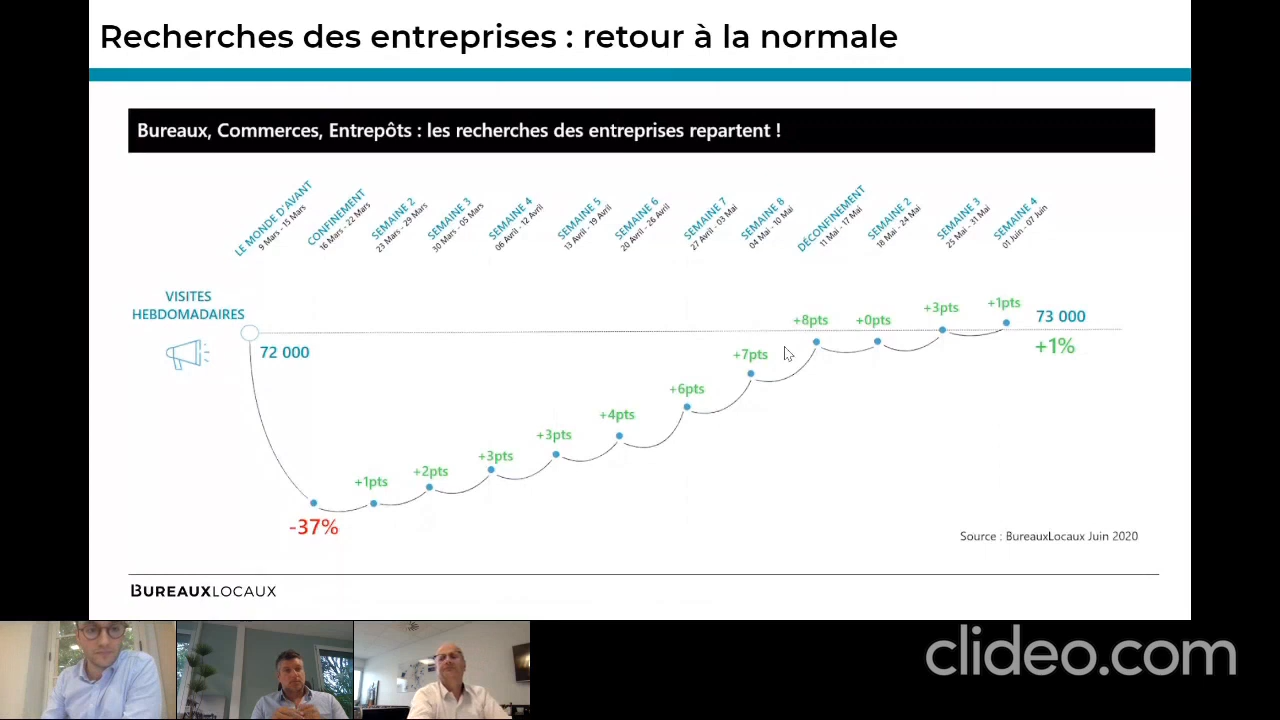 Recherches des entreprises : retour à la normale
Bureaux, Commerces, Entrepôts : les recherches des entreprises repartent !
LE MONDE D'AVANT
9 Mars - 15 Mars
CONFINEMENT
16 Mars - 22 Mars
SEMAINE 2
23 Mars - 29 Mars
SEMAINE 3
30 Mars - 05 Mars
SEMAINE 4
06 Avril - 12 Avril
SEMAINE 5
13 Avril - 19 Avril
SEMAINE 6
20 Avril - 26 Avril
SEMAINE 7
27 Avril - 03 Mai
SEMAINE 8
04 Mai - 10 Mai
DÉCONFINEMENT
11 Mai - 17 Mai
SEMAINE 2
18 Mai - 24 Mai
SEMAINE 3
25 Mai - 31 Mai
SEMAINE 4
01 Juin - 07 Juin
VISITES
HEBDOMADAIRES
72 000
-37%
+1pts
+2pts
+3pts
+3pts
+4pts
+6pts
+7pts
+8pts
+0pts
+3pts
+1pts
73 000
+1%
Source : BureauxLocaux Juin 2020
BUREAUXLOCAUX
clideo.com